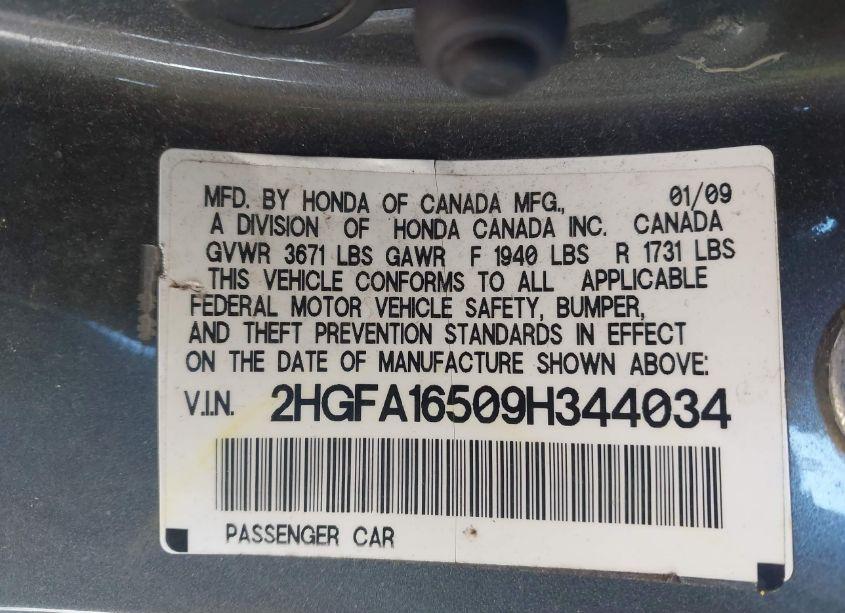 MFD. BY HONDA OF CANADA MFG., 01/09
A DIVISION OF HONDA CANADA INC. CANADA
GVWR 3671 LBS GAWR F 1940 LBS R 1731 LBS
THIS VEHICLE CONFORMS TO ALL APPLICABLE
FEDERAL MOTOR VEHICLE SAFETY, BUMPER,
AND THEFT PREVENTION STANDARDS IN EFFECT
ON THE DATE OF MANUFACTURE SHOWN ABOVE:
V.I.N. 2HGFA16509H344034
PASSENGER CAR